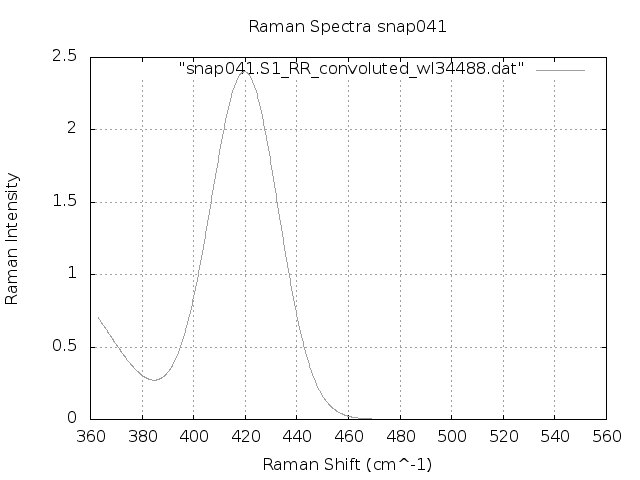 Raman Spectra snap041
"snap041.S1_RR_convoluted_wl34488.dat"
2.5
2
1.5
1
0.5
0
Raman Intensity
360 380 400 420 440 460 480 500 520 540 560
Raman Shift (cm^-1)